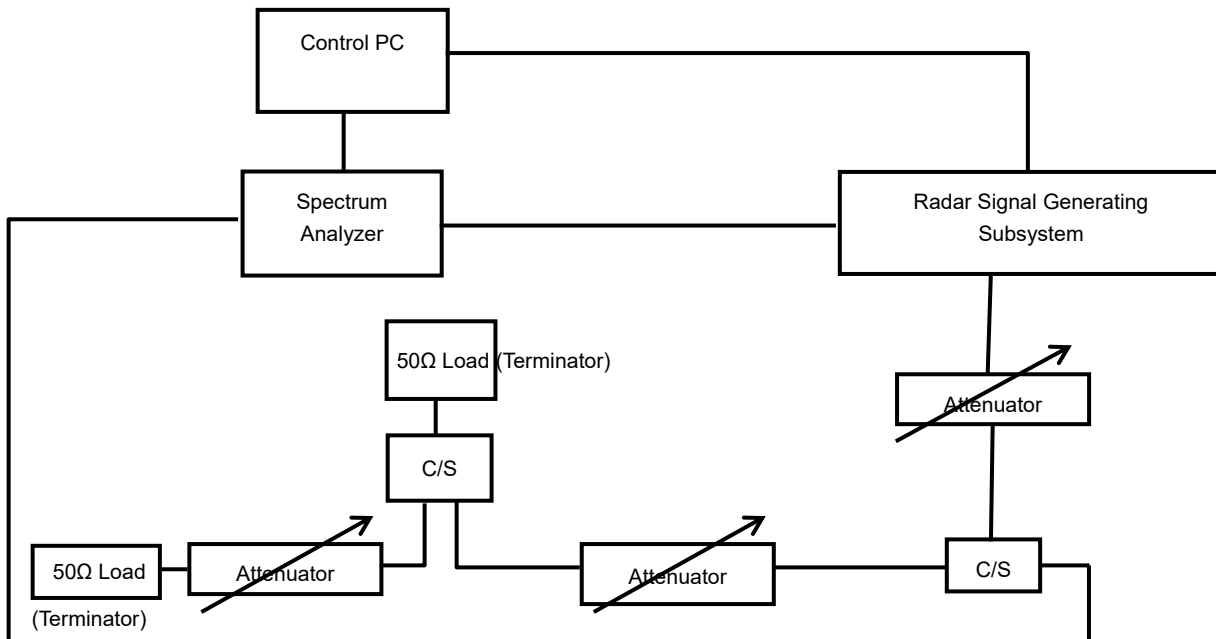 Control PC
Spectrum
Analyzer
Radar Signal Generating
Subsystem
50Ω Load (Terminator)
Attenuator
C/S
50Ω Load
(Terminator)
Attenuator
Attenuator
C/S